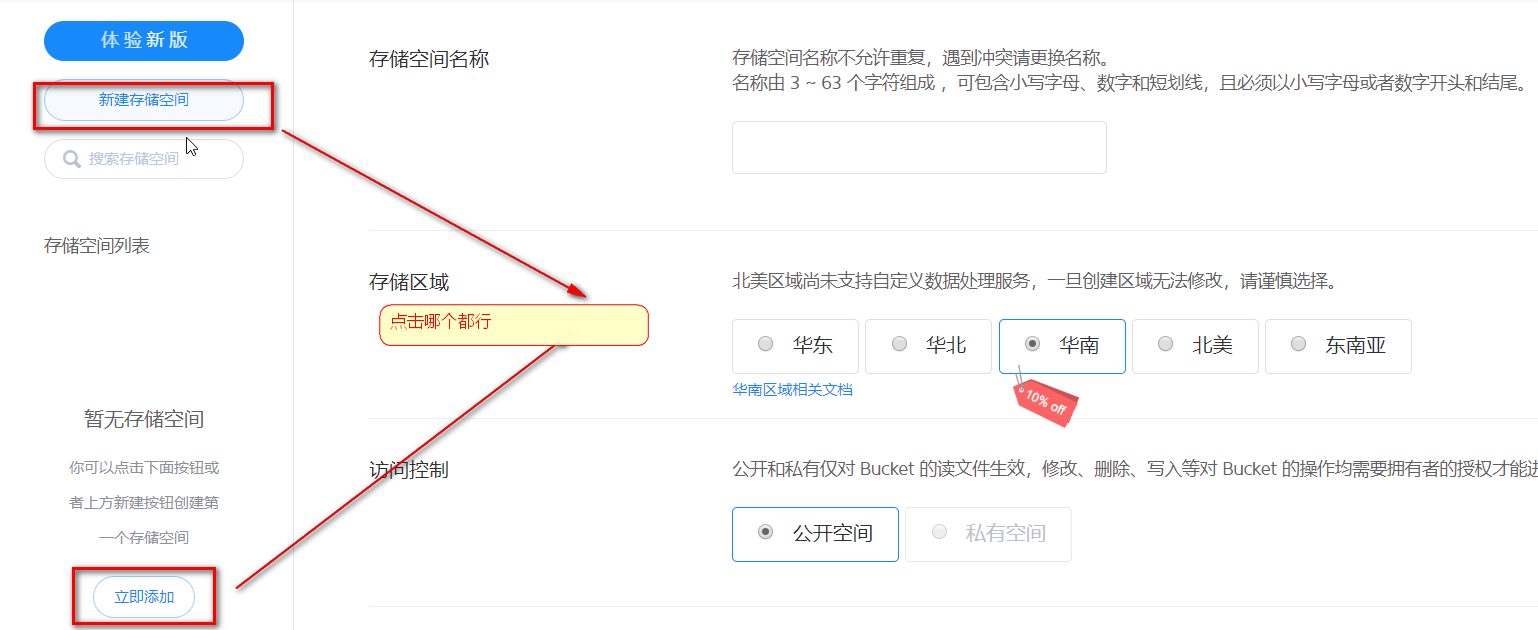 体验新版
新建存储空间
搜索存储空间
存储空间列表
暂无存储空间
你可以点击下面按钮或
者上方新建按钮创建第
一个存储空间
立即添加
存储空间名称
存储空间名称不允许重复，遇到冲突请更换名称。
名称由 3 ~ 63 个字符组成 ，可包含小写字母、数字和短划线，且必须以小写字母或者数字开头和结尾。
存储区域
点击哪个都行
北美区域尚未支持自定义数据处理服务，一旦创建区域无法修改，请谨慎选择。
华东 华北 华南 北美 东南亚
华南区域相关文档
10% off
访问控制
公开和私有仅对 Bucket 的读文件生效，修改、删除、写入等对 Bucket 的操作均需要拥有者的授权才能进
公开空间 私有空间